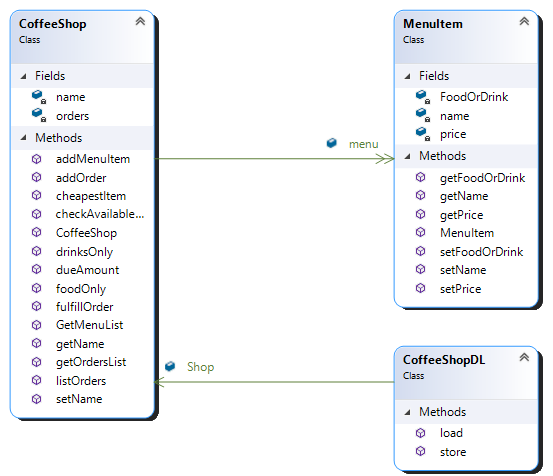 CoffeeShop
Class
Fields
name
orders
Methods
addMenuItem
addOrder
cheapestItem
checkAvailable...
CoffeeShop
drinksOnly
dueAmount
foodOnly
fulfillOrder
GetMenuList
getName
getOrdersList
listOrders
setName
menu
Shop
MenuItem
Class
Fields
FoodOrDrink
name
price
Methods
getFoodOrDrink
getName
getPrice
MenuItem
setFoodOrDrink
setName
setPrice
CoffeeShopDL
Class
Methods
load
store